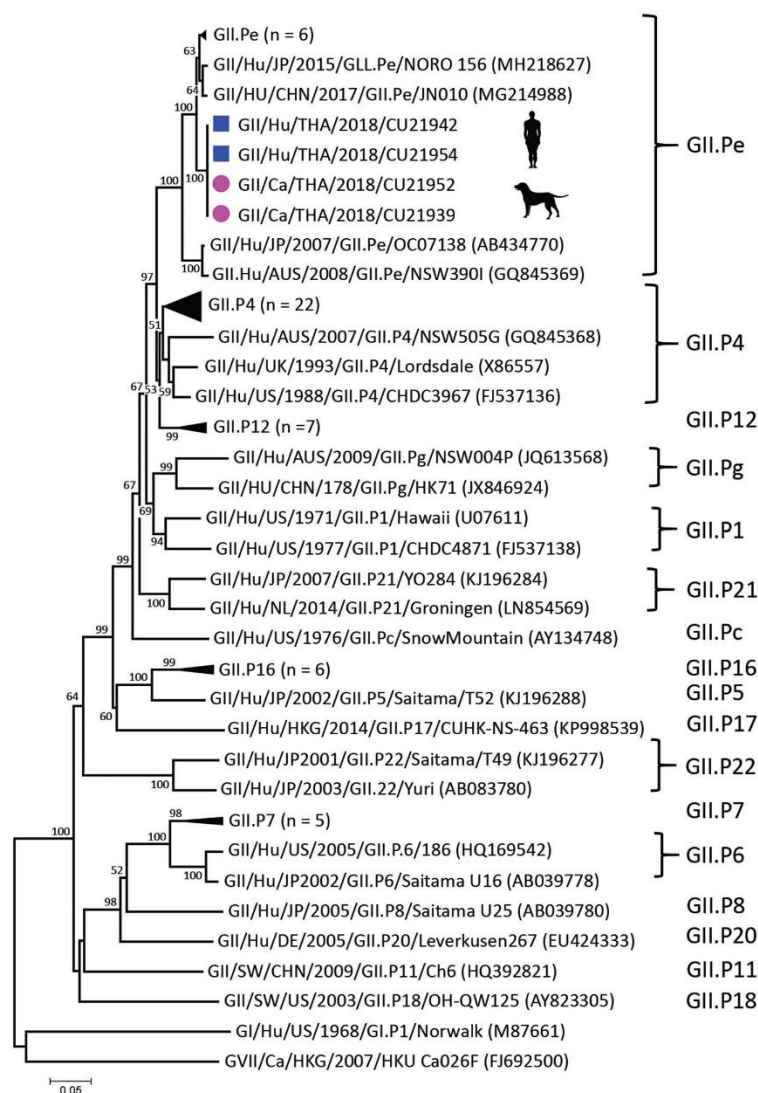 GII.Pe (n = 6)
63
GII/Hu/JP/2015/GLL.Pe/NORO 156 (MH218627)
64
GII/HU/CHN/2017/GII.Pe/JN010 (MG214988)
100
GII/Hu/THA/2018/CU21942
GII.Pe
GII/Hu/THA/2018/CU21954
100
100
GII/Ca/THA/2018/CU21952
GII/Ca/THA/2018/CU21939
GII/Hu/JP/2007/GII.Pe/OC07138 (AB434770)
100
GII.Hu/AUS/2008/GII.Pe/NSW390I (GQ845369)
97
GII.P4 (n = 22)
51
GII/Hu/AUS/2007/GII.P4/NSW505G (GQ845368)
GII.P4
GII/Hu/UK/1993/GII.P4/Lordsdale (X86557)
67
53
59
GII/Hu/US/1988/GII.P4/CHDC3967 (FJ537136)
GII.P12 (n =7)
GII.P12
99
GII/Hu/AUS/2009/GII.Pg/NSW004P (JQ613568)
99
GII.Pg
GII/HU/CHN/178/GII.Pg/HK71 (JX846924)
67
69
GII/Hu/US/1971/GII.P1/Hawaii (U07611)
GII.P1
94
GII/Hu/US/1977/GII.P1/CHDC4871 (FJ537138)
99
GII/Hu/JP/2007/GII.P21/YO284 (KJ196284)
GII.P21
100
GII/Hu/NL/2014/GII.P21/Groningen (LN854569)
99
GII/Hu/US/1976/GII.Pc/SnowMountain (AY134748)
GII.Pc
99
GII.P16 (n = 6)
GII.P16
100
GII/Hu/JP/2002/GII.P5/Saitama/T52 (KJ196288)
GII.P5
64
60
GII/Hu/HKG/2014/GII.P17/CUHK-NS-463 (KP998539)
GII.P17
GII/Hu/JP2001/GII.P22/Saitama/T49 (KJ196277)
GII.P22
100
GII/Hu/JP/2003/GII.22/Yuri (AB083780)
98
GII.P7 (n = 5)
GII.P7
100
100
GII/Hu/US/2005/GII.P.6/186 (HQ169542)
GII.P6
52
100
GII/Hu/JP2002/GII.P6/Saitama U16 (AB039778)
98
GII/Hu/JP/2005/GII.P8/Saitama U25 (AB039780)
GII.P8
GII/Hu/DE/2005/GII.P20/Leverkusen267 (EU424333)
GII.P20
GII/SW/CHN/2009/GII.P11/Ch6 (HQ392821)
GII.P11
GII/SW/US/2003/GII.P18/OH-QW125 (AY823305)
GII.P18
GI/Hu/US/1968/GI.P1/Norwalk (M87661)
GVII/Ca/HKG/2007/HKU Ca026F (FJ692500)
0.05